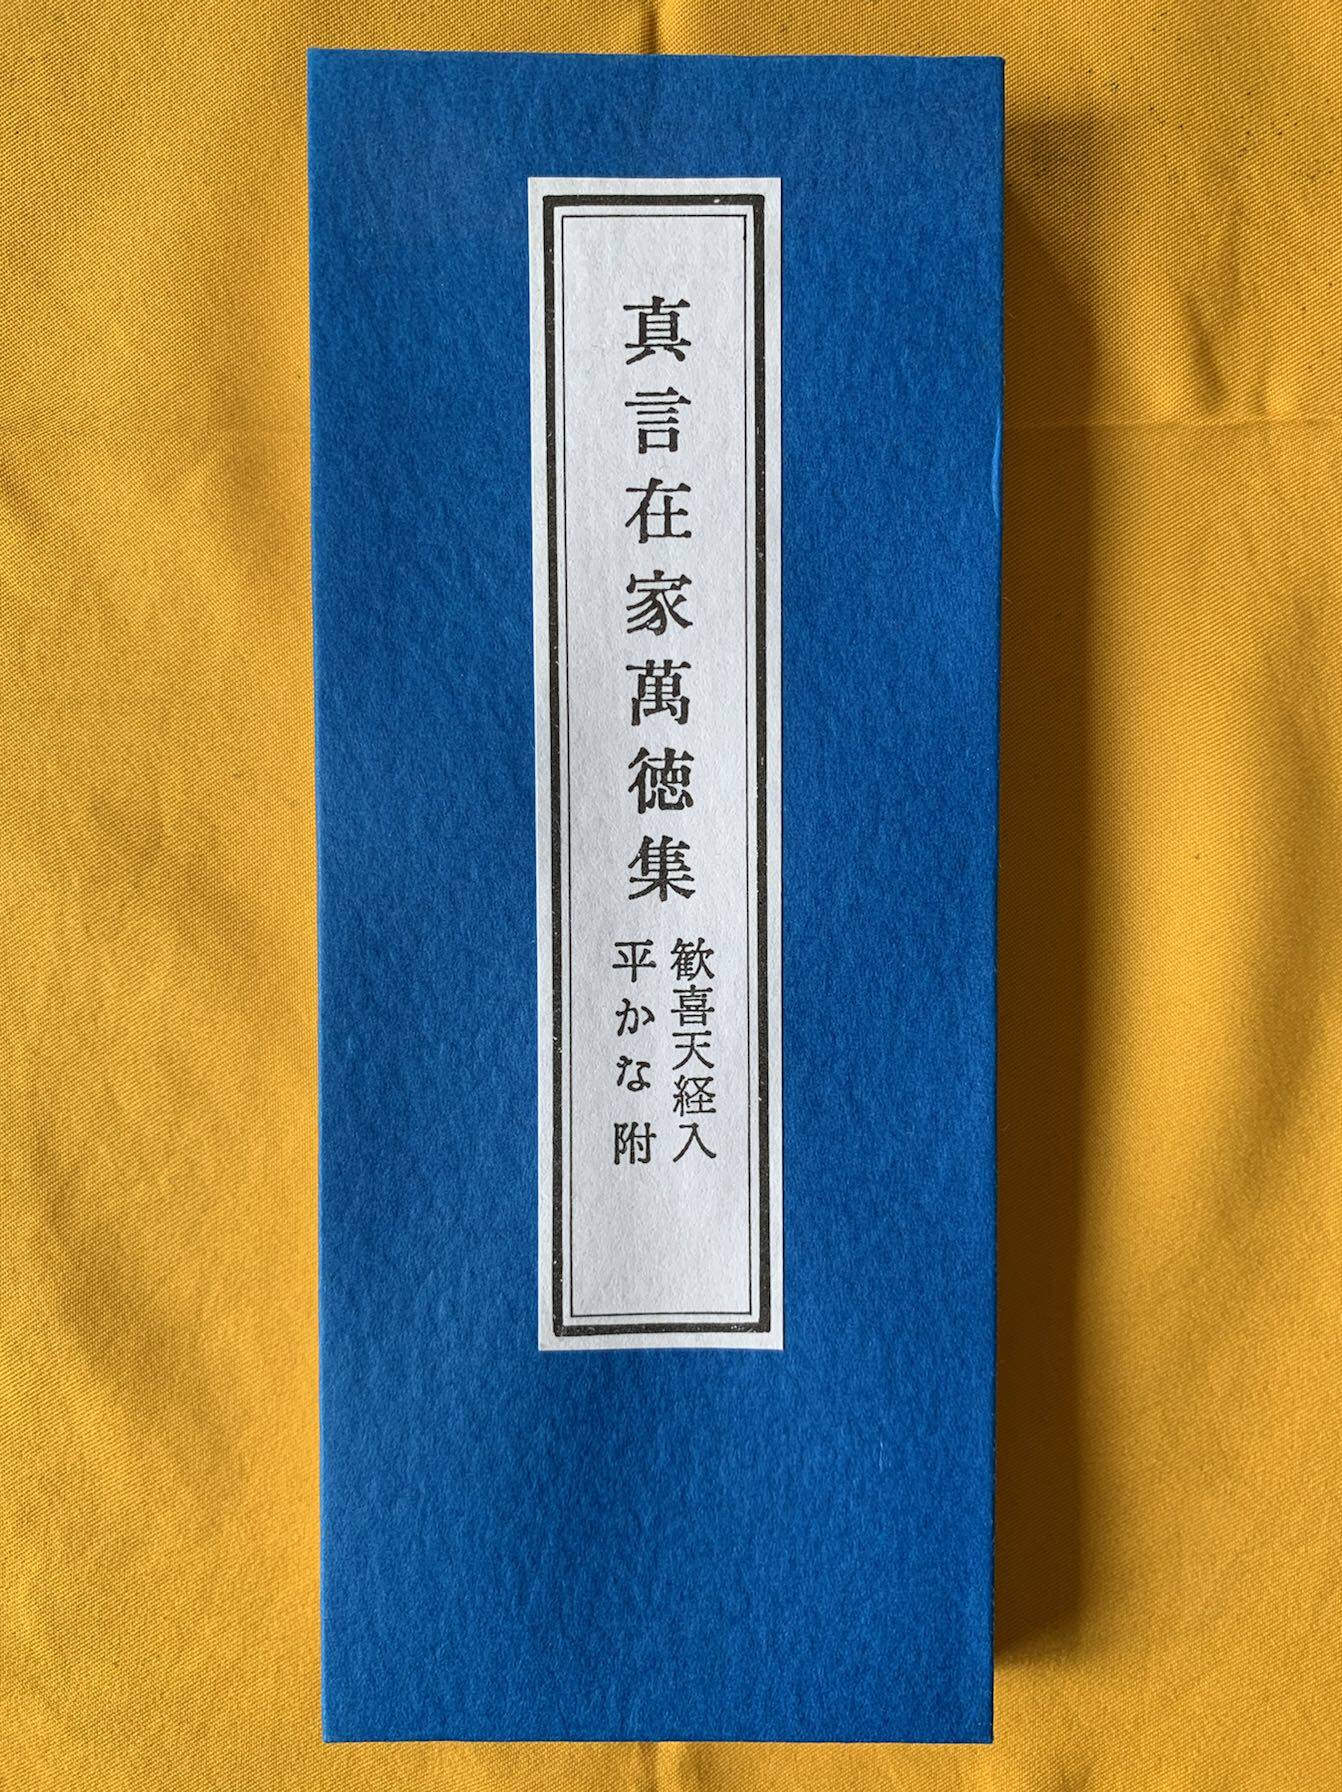 真言在家萬徳集
歓喜天経入
平かな附